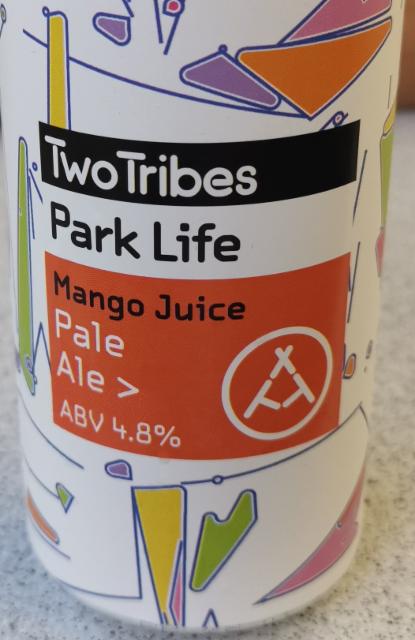 TwoTribes
Park Life
Mango Juice
Pale
Ale >
ABV 4.8%